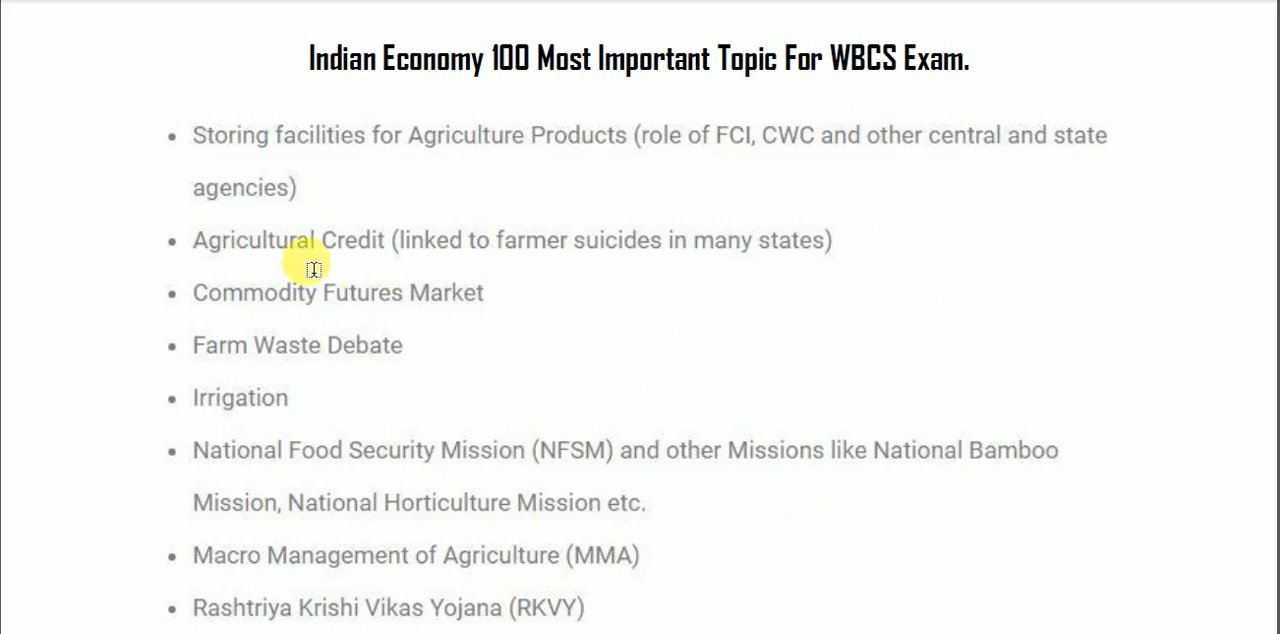 Indian Economy 100 Most Important Topic For WBCS Exam.
• Storing facilities for Agriculture Products (role of FCI, CWC and other central and state
agencies)
• Agricultural Credit (linked to farmer suicides in many states)
• Commodity Futures Market
• Farm Waste Debate
• Irrigation
• National Food Security Mission (NFSM) and other Missions like National Bamboo
Mission, National Horticulture Mission etc.
• Macro Management of Agriculture (MMA)
• Rashtriya Krishi Vikas Yojana (RKVY)